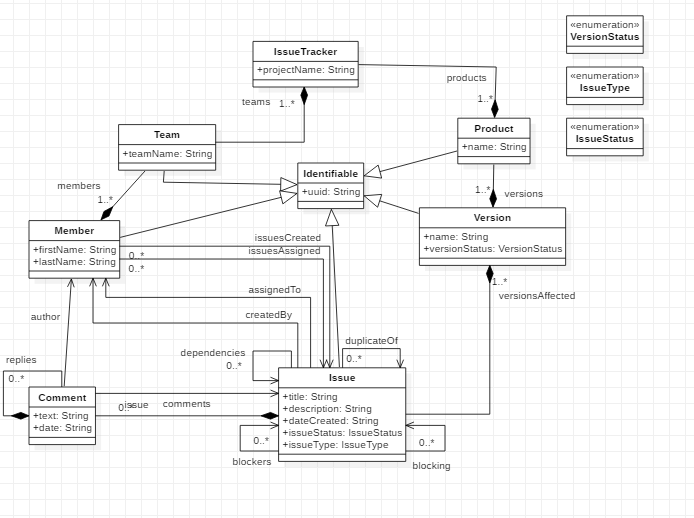 «enumeration»
VersionStatus
IssueTracker
+projectName: String
products
«enumeration»
IssueType
teams
1..*
1..*
Team
+teamName: String
Product
+name: String
«enumeration»
IssueStatus
Identifiable
+uuid: String
members
1..*
1..*
versions
Member
+firstName: String
+lastName: String
Version
+name: String
+versionStatus: VersionStatus
issuesCreated
0..*
issuesAssigned
0..*
1..*
versionsAffected
assignedTo
author
createdBy
duplicateOf
0..*
dependencies
0..*
replies
0..*
Issue
+title: String
+description: String
+dateCreated: String
+issueStatus: IssueStatus
+issueType: IssueType
Comment
+text: String
+date: String
0..*
issue
comments
0..*
blockers
0..*
blocking